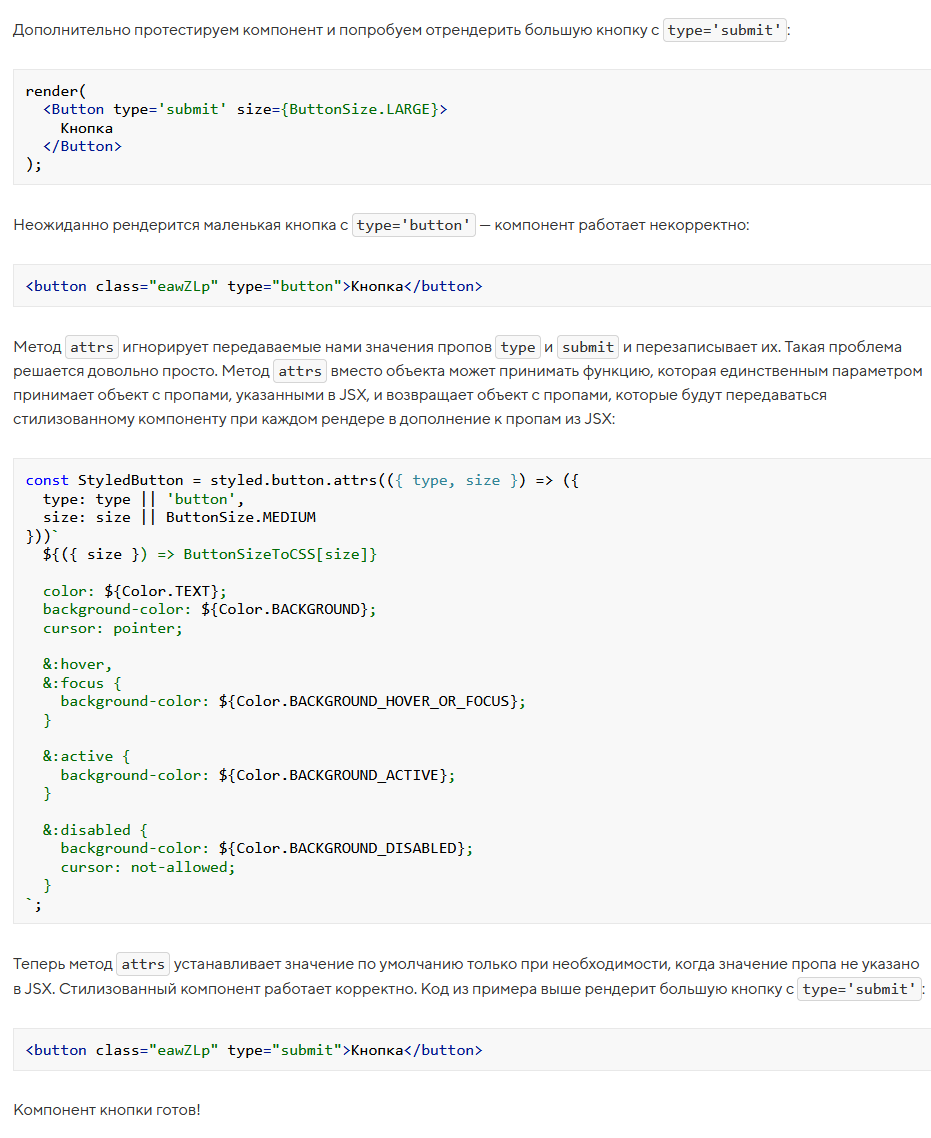 Дополнительно протестируем компонент и попробуем отрендерить большую кнопку с type='submit':
render(
  <Button type='submit' size={ButtonSize.LARGE}>
    Кнопка
  </Button>
);
Неожиданно рендерится маленькая кнопка с type='button' — компонент работает некорректно:
<button class="eawZLp" type="button">Кнопка</button>
Метод attrs игнорирует передаваемые нами значения пропов type и submit и перезаписывает их. Такая проблема
решается довольно просто. Метод attrs вместо объекта может принимать функцию, которая единственным параметром
принимает объект с пропами, указанными в JSX, и возвращает объект с пропами, которые будут передаваться
стилизованному компоненту при каждом рендере в дополнение к пропам из JSX:
const StyledButton = styled.button.attrs(({ type, size }) => ({
  type: type || 'button',
  size: size || ButtonSize.MEDIUM
}))`
  ${({ size }) => ButtonSizeToCSS[size]}
  color: ${Color.TEXT};
  background-color: ${Color.BACKGROUND};
  cursor: pointer;
  &:hover,
  &:focus {
    background-color: ${Color.BACKGROUND_HOVER_OR_FOCUS};
  }
  &:active {
    background-color: ${Color.BACKGROUND_ACTIVE};
  }
  &:disabled {
    background-color: ${Color.BACKGROUND_DISABLED};
    cursor: not-allowed;
  }
`;
Теперь метод attrs устанавливает значение по умолчанию только при необходимости, когда значение пропа не указано
в JSX. Стилизованный компонент работает корректно. Код из примера выше рендерит большую кнопку с type='submit':
<button class="eawZLp" type="submit">Кнопка</button>
Компонент кнопки готов!